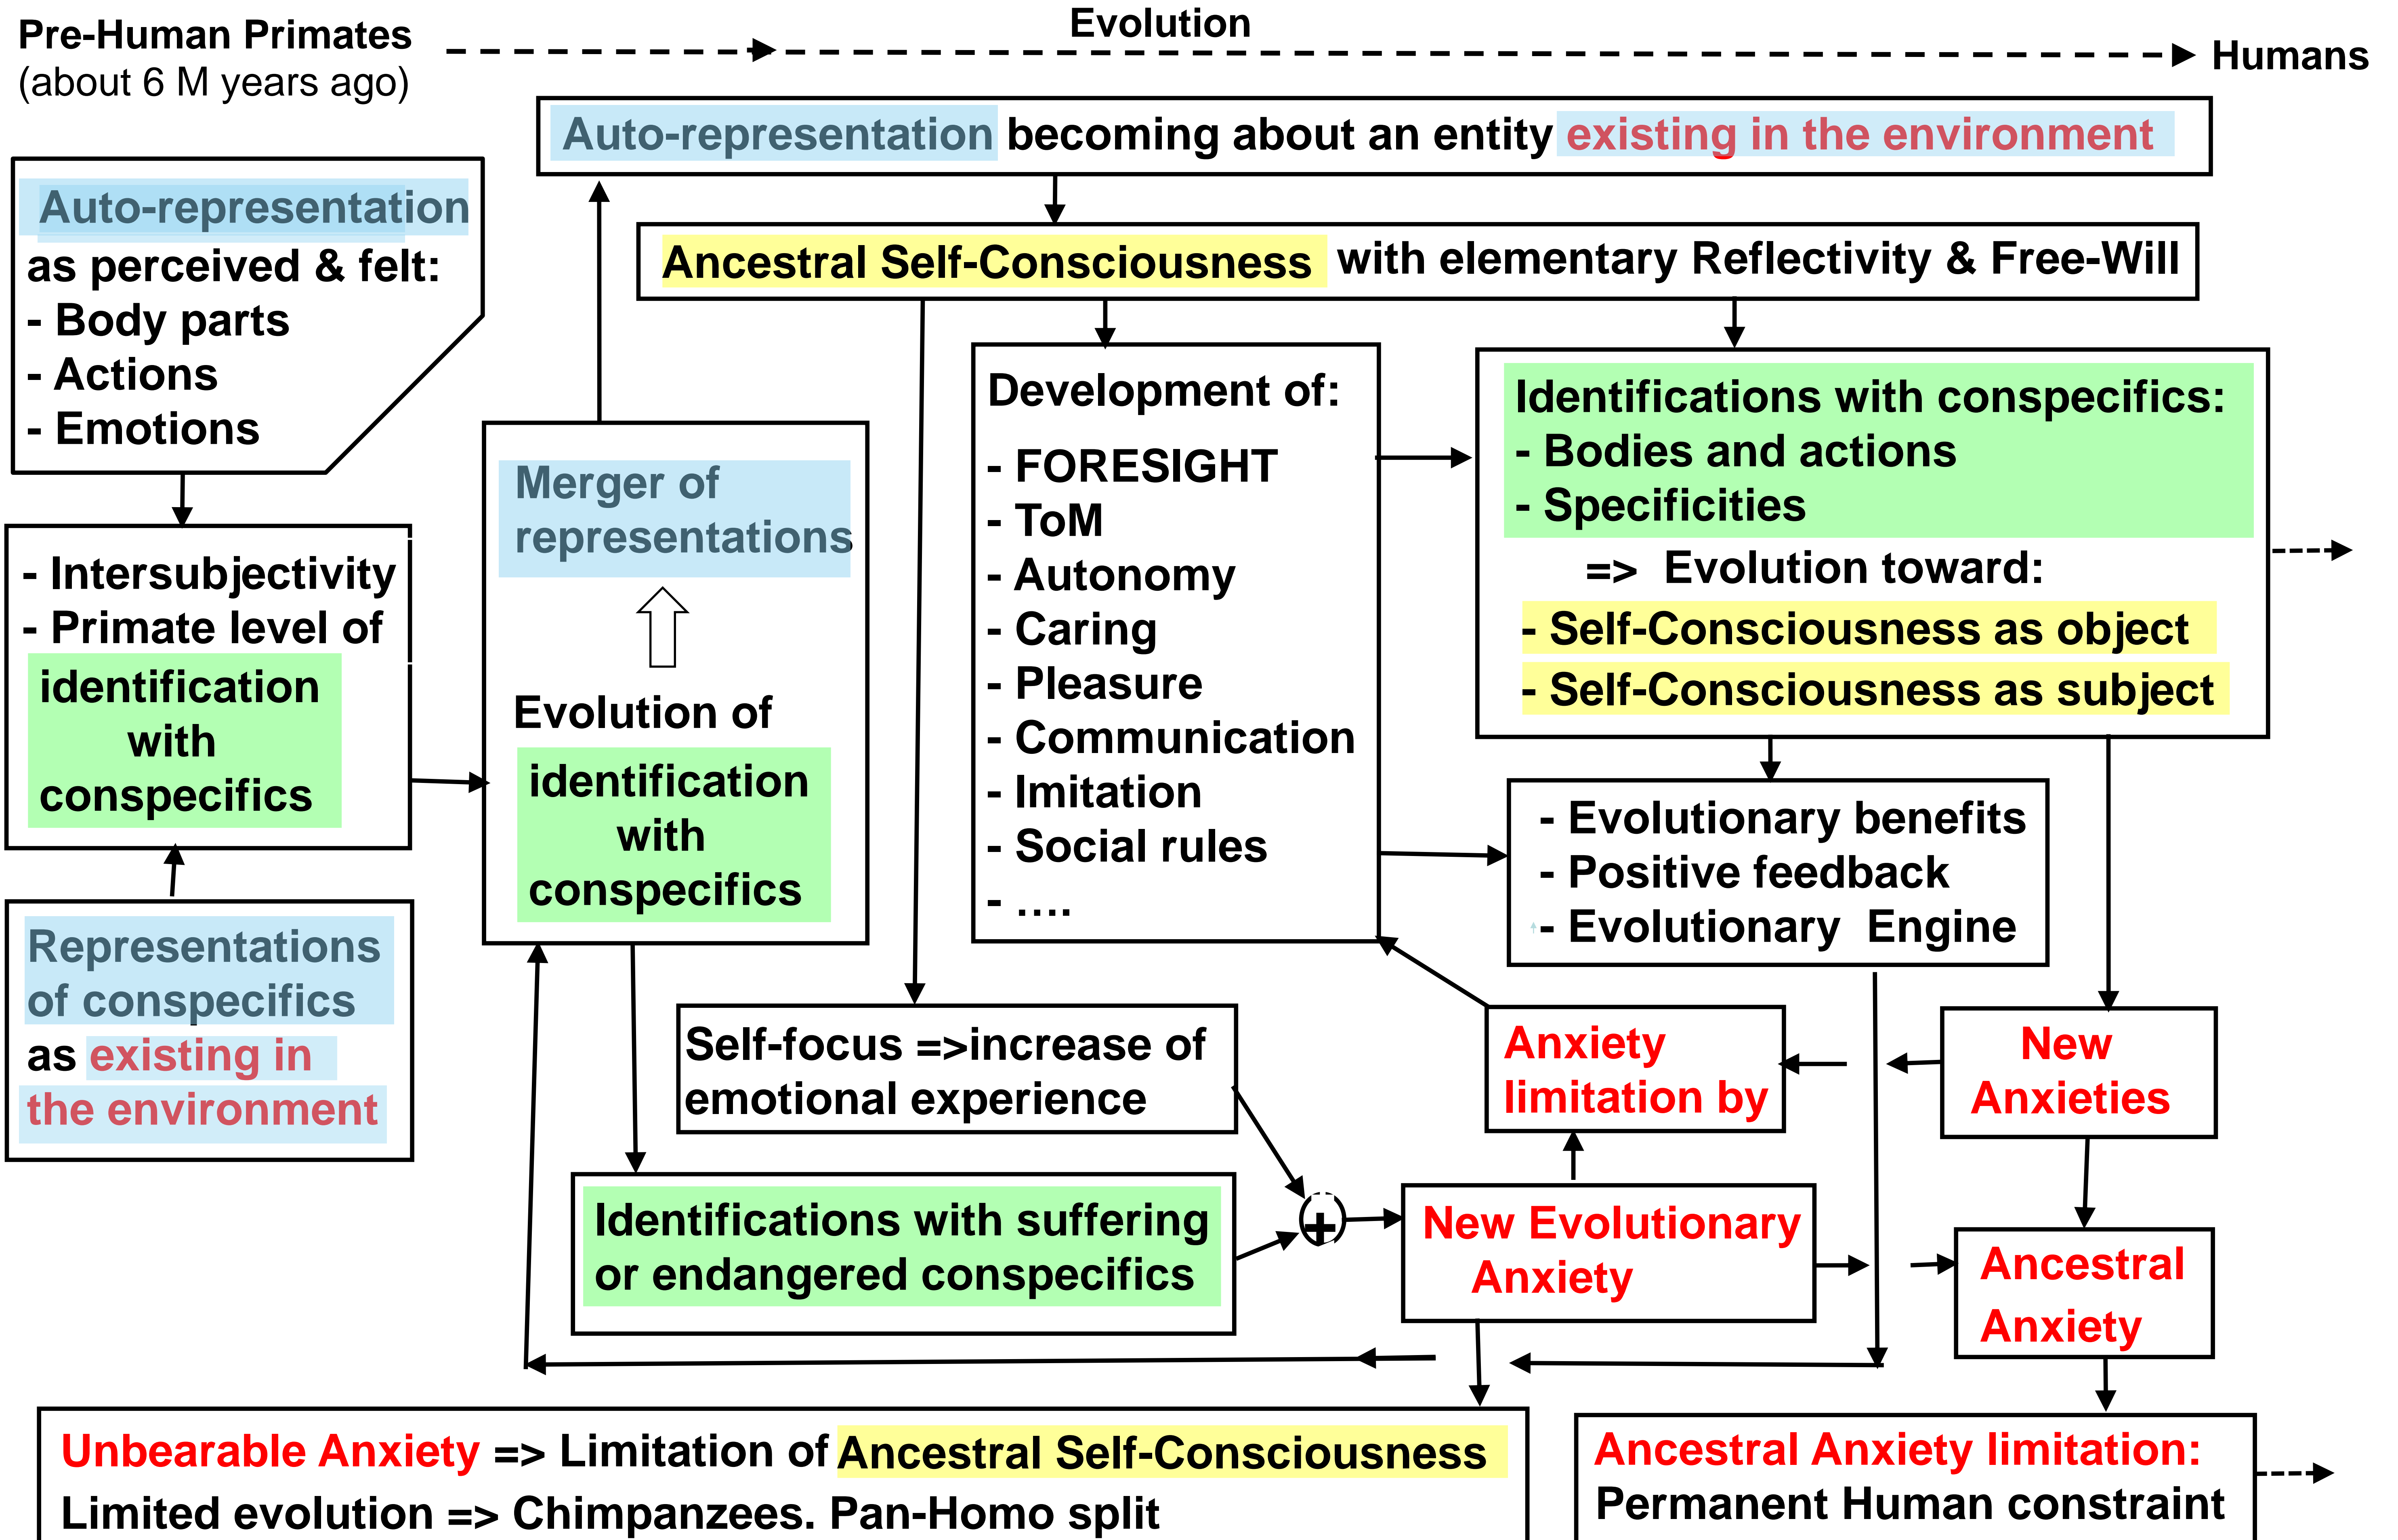 Evolution
Pre-Human Primates
(about 6 M years ago)
Humans
Auto-representation becoming about an entity existing in the environment
Auto-representation
as perceived & felt:
- Body parts
- Actions
- Emotions
Ancestral Self-Consciousness with elementary Reflectivity & Free-Will
- Intersubjectivity
- Primate level of
identification
with
conspecifics
Representations
of conspecifics
as existing in
the environment
Merger of
representations
Evolution of
identification
with
conspecifics
Development of:
- FORESIGHT
- ToM
- Autonomy
- Caring
- Pleasure
- Communication
- Imitation
- Social rules
- ....
Identifications with conspecifics:
- Bodies and actions
- Specificities
=> Evolution toward:
- Self-Consciousness as object
- Self-Consciousness as subject
- Evolutionary benefits
- Positive feedback
- Evolutionary Engine
Self-focus =>increase of
emotional experience
Identifications with suffering
or endangered conspecifics
+
Anxiety
limitation by
New
Anxieties
New Evolutionary
Anxiety
Ancestral
Anxiety
Unbearable Anxiety => Limitation of Ancestral Self-Consciousness
Limited evolution => Chimpanzees. Pan-Homo split
Ancestral Anxiety limitation:
Permanent Human constraint